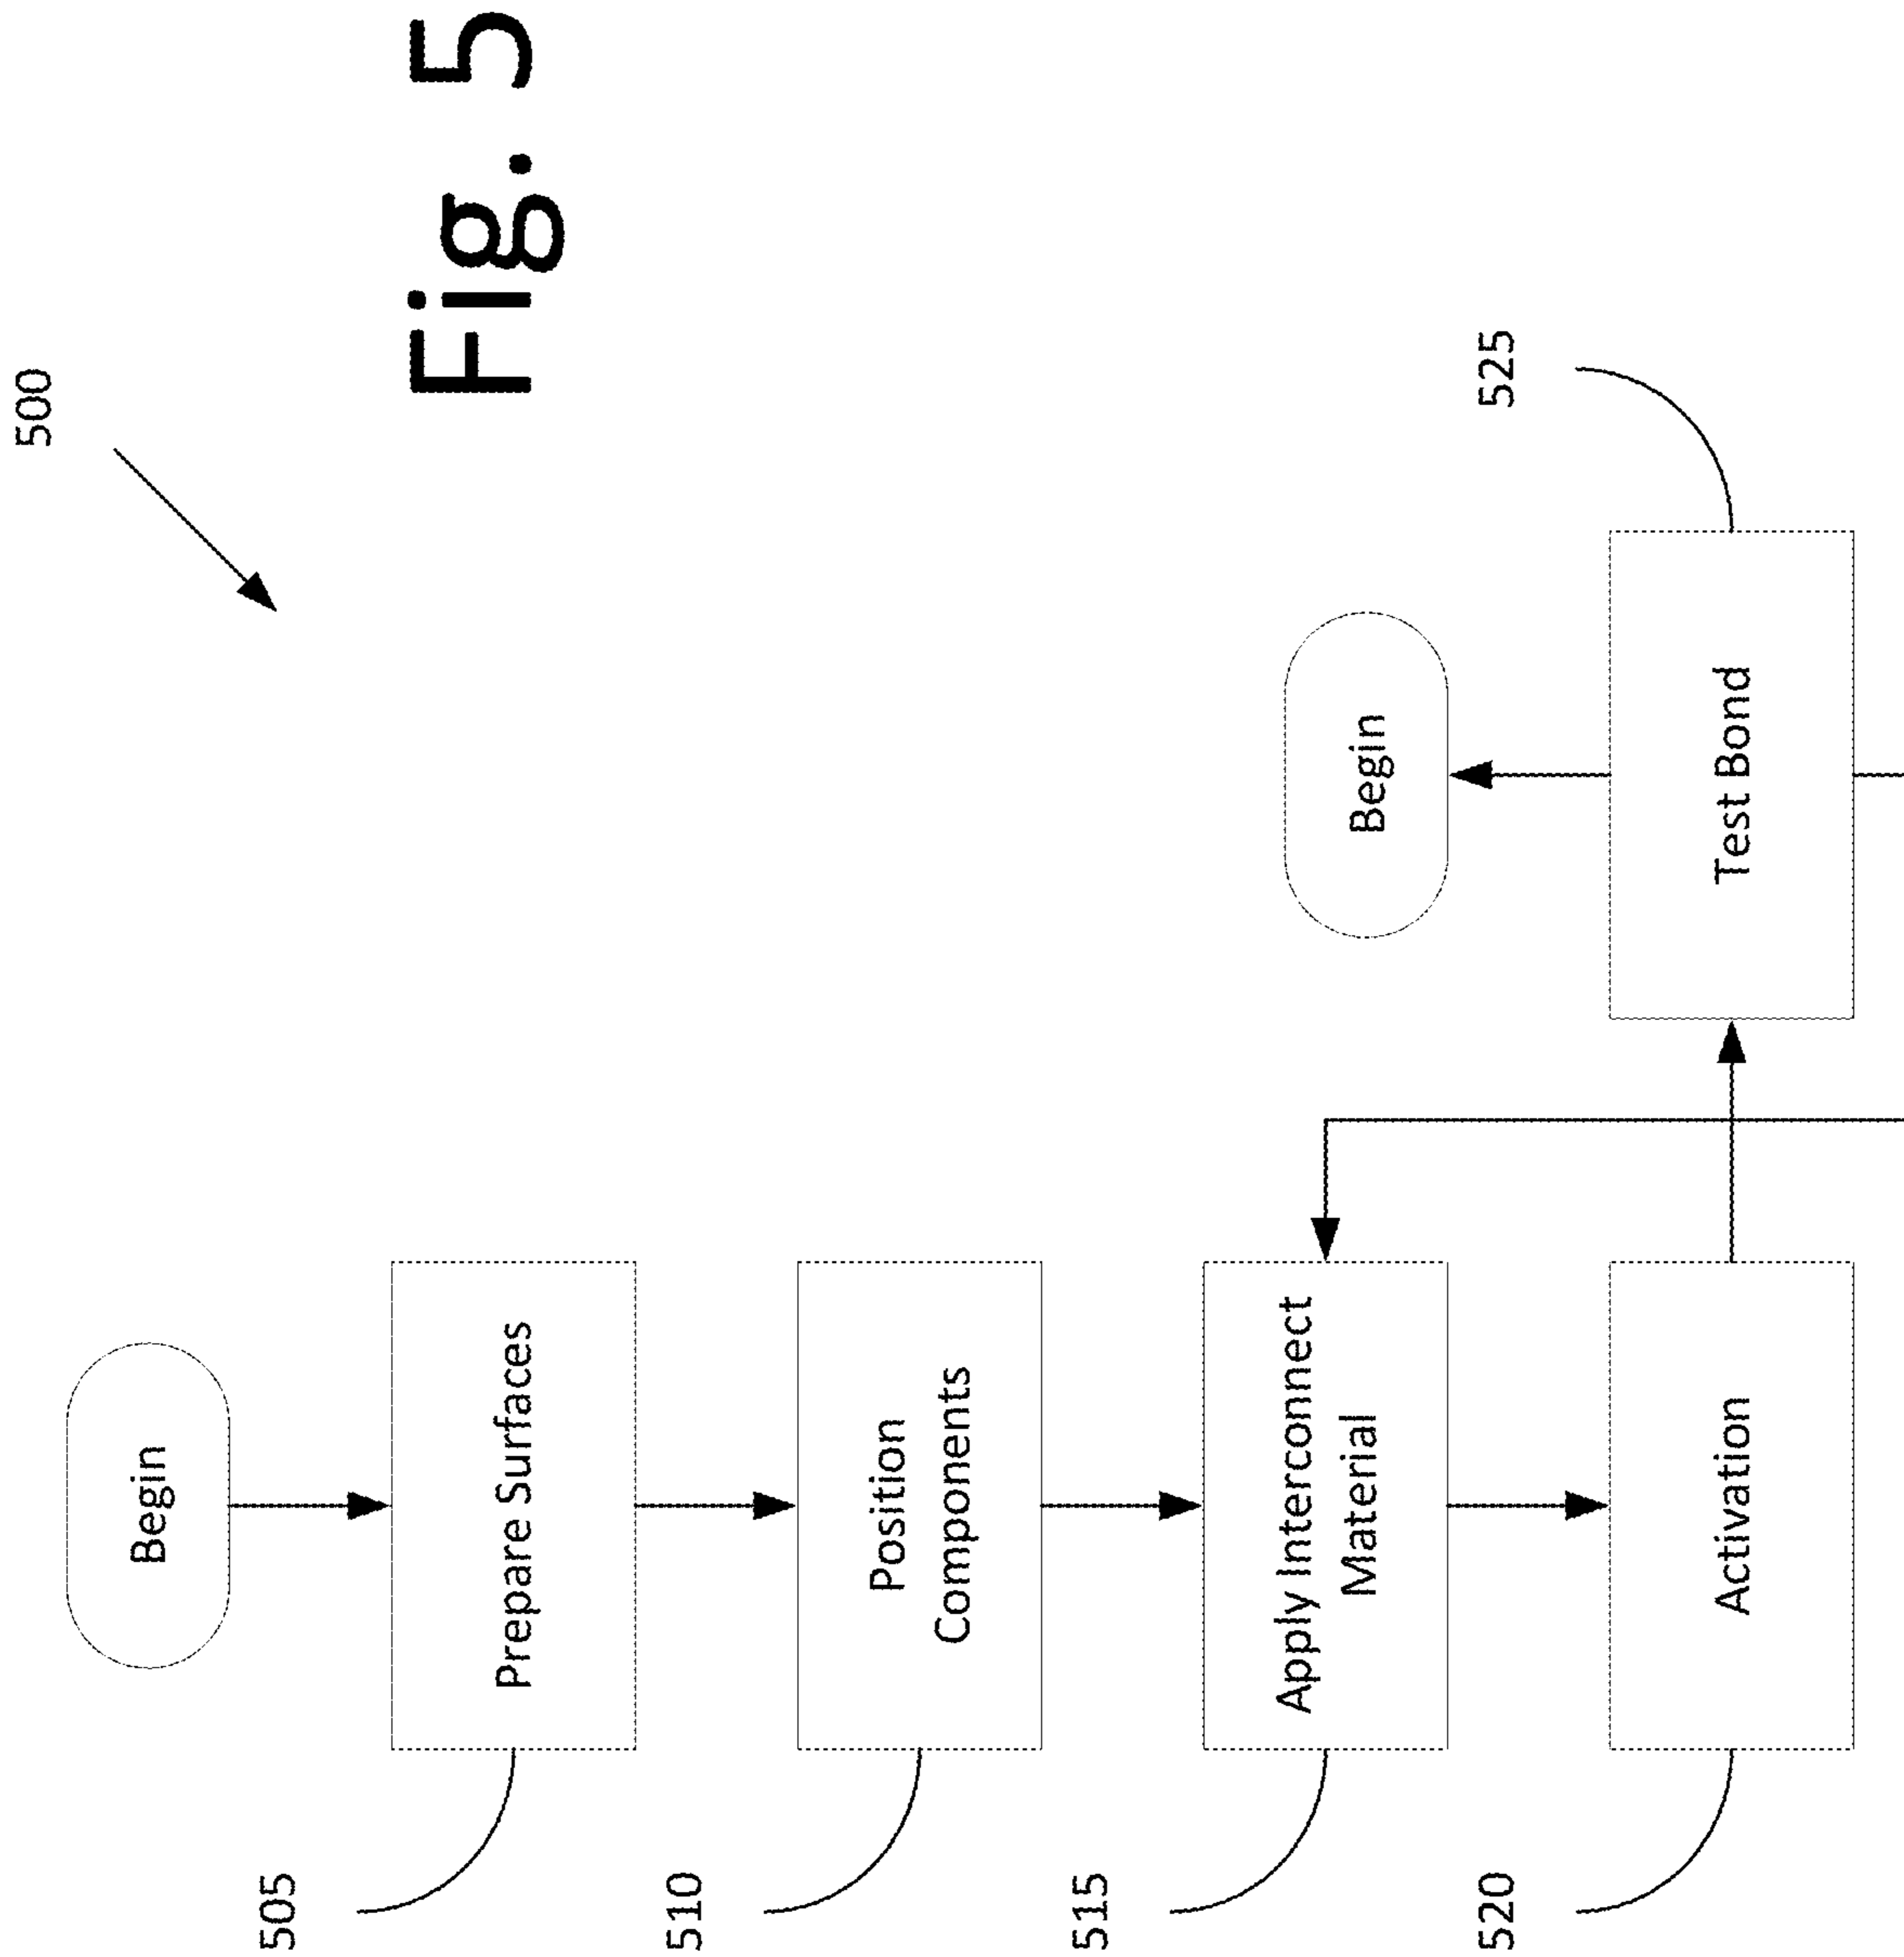 500
Fig. 5
Begin
505
Prepare Surfaces
510
Position
Components
515
Apply Interconnect
Material
520
Activation
Begin
525
Test Bond